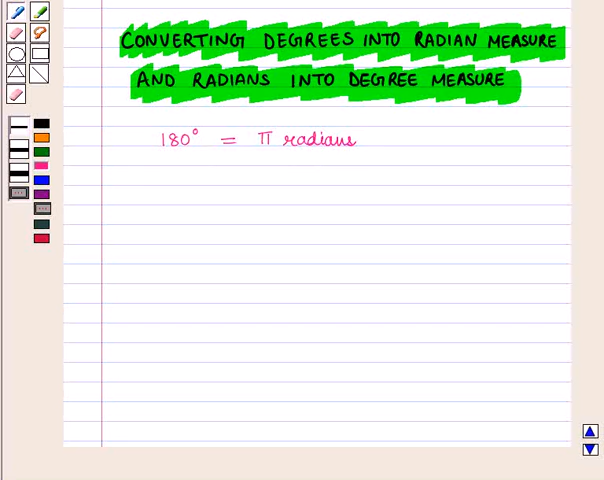 CONVERTING DEGREES INTO RADIAN MEASURE
AND RADIANS INTO DEGREE MEASURE
180° = π radians